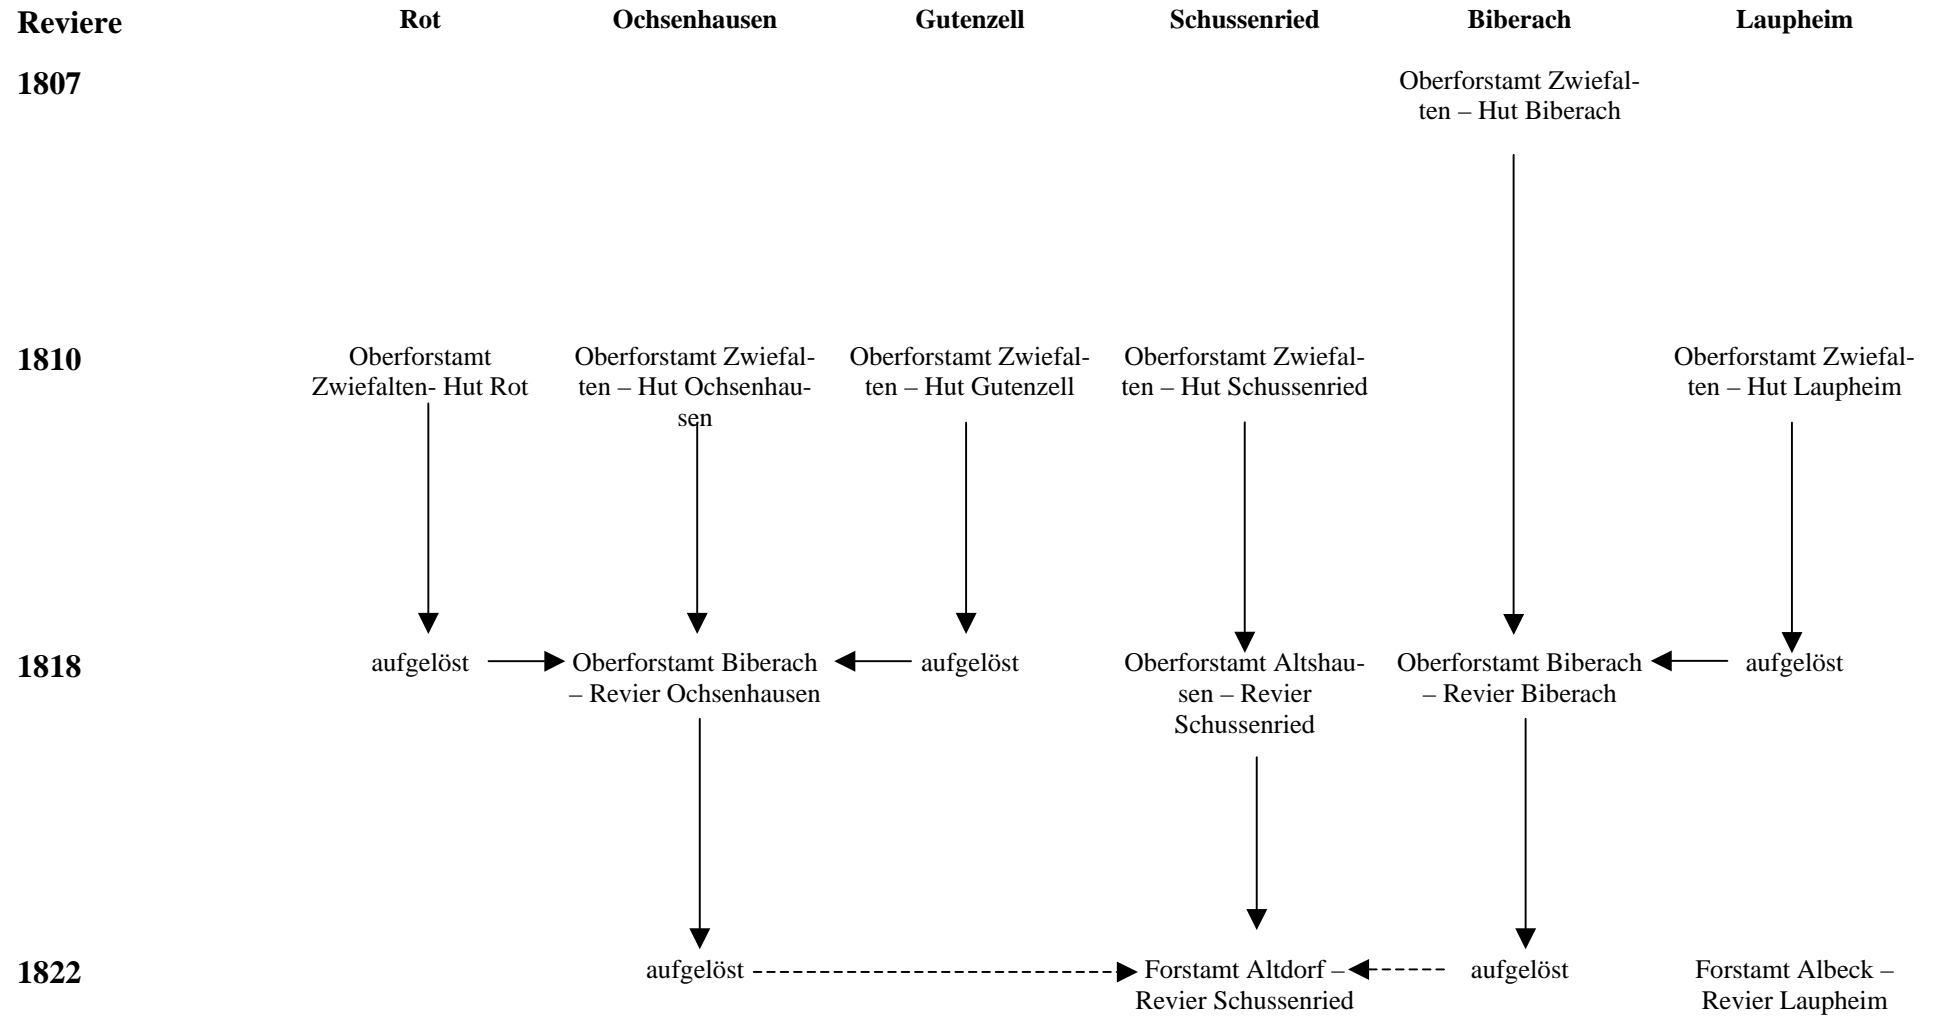 Reviere Rot Ochsenhausen Gutenzell Schussenried Biberach Laupheim
1807
Oberforstamt Zwiefal-
ten – Hut Biberach
1810
Oberforstamt
Zwiefalten- Hut Rot
Oberforstamt Zwiefal-
ten – Hut Ochsenhau-
sen
Oberforstamt Zwiefal-
ten – Hut Gutenzell
Oberforstamt Zwiefal-
ten – Hut Schussenried
Oberforstamt Zwiefal-
ten – Hut Laupheim
1818
aufgelöst
Oberforstamt Biberach
– Revier Ochsenhausen
aufgelöst
Oberforstamt Altshau-
sen – Revier
Schussenried
Oberforstamt Biberach
– Revier Biberach
aufgelöst
1822
aufgelöst
Forstamt Altdorf –
Revier Schussenried
aufgelöst
Forstamt Albeck –
Revier Laupheim